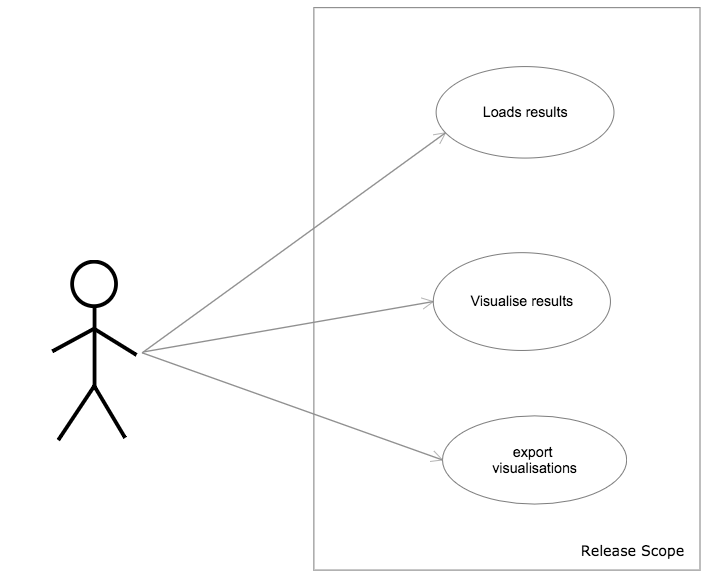 Loads results
Visualise results
export
visualisations
Release Scope